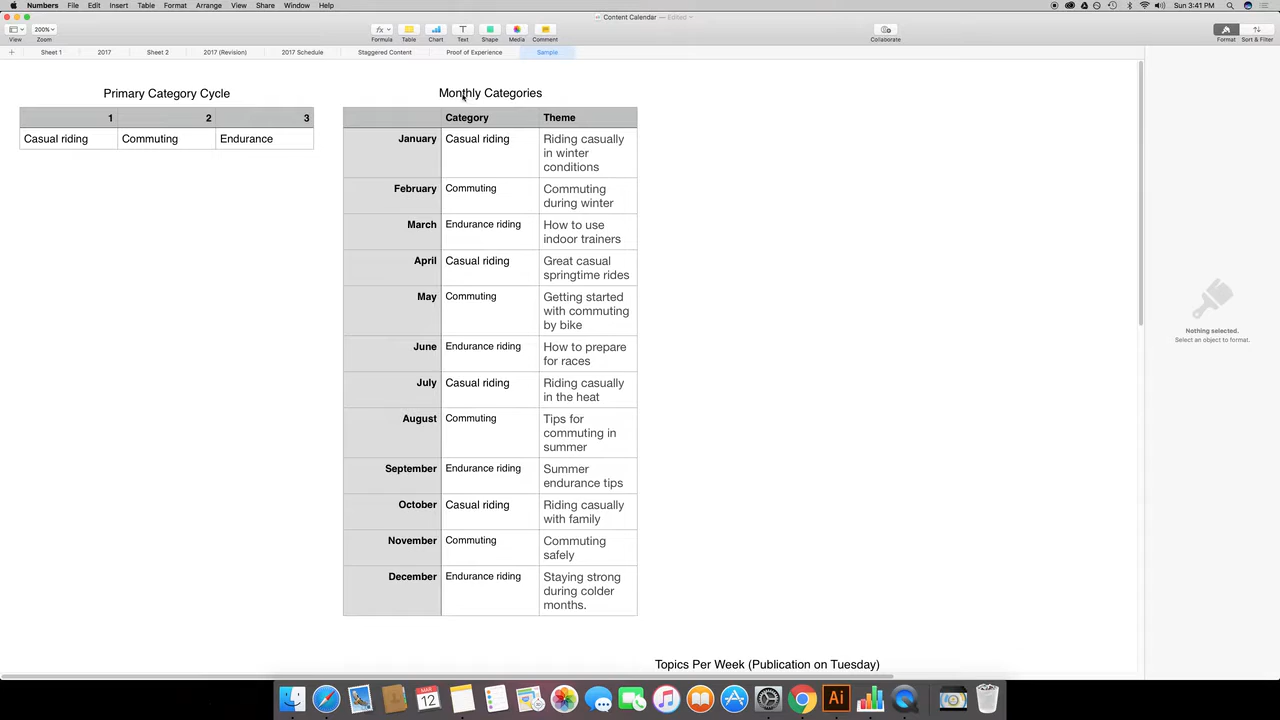 Numbers File Edit Insert Table Format Arrange View Share Window Help
Sun 3:41 PM
Content Calendar — Edited
200%
View Zoom
Formula Table Chart Text Shape Media Comment
Collaborate
Format Sort & Filter
+ Sheet 1 2017 Sheet 2 2017 (Revision) 2017 Schedule Staggered Content Proof of Experience Sample
Primary Category Cycle
1 2 3
Casual riding Commuting Endurance
Monthly Categories
Category Theme
January Casual riding Riding casually
in winter
conditions
February Commuting Commuting
during winter
March Endurance riding How to use
indoor trainers
April Casual riding Great casual
springtime rides
May Commuting Getting started
with commuting
by bike
June Endurance riding How to prepare
for races
July Casual riding Riding casually
in the heat
August Commuting Tips for
commuting in
summer
September Endurance riding Summer
endurance tips
October Casual riding Riding casually
with family
November Commuting Commuting
safely
December Endurance riding Staying strong
during colder
months.
Topics Per Week (Publication on Tuesday)
Nothing selected.
Select an object to format.
MAR
12
Ai